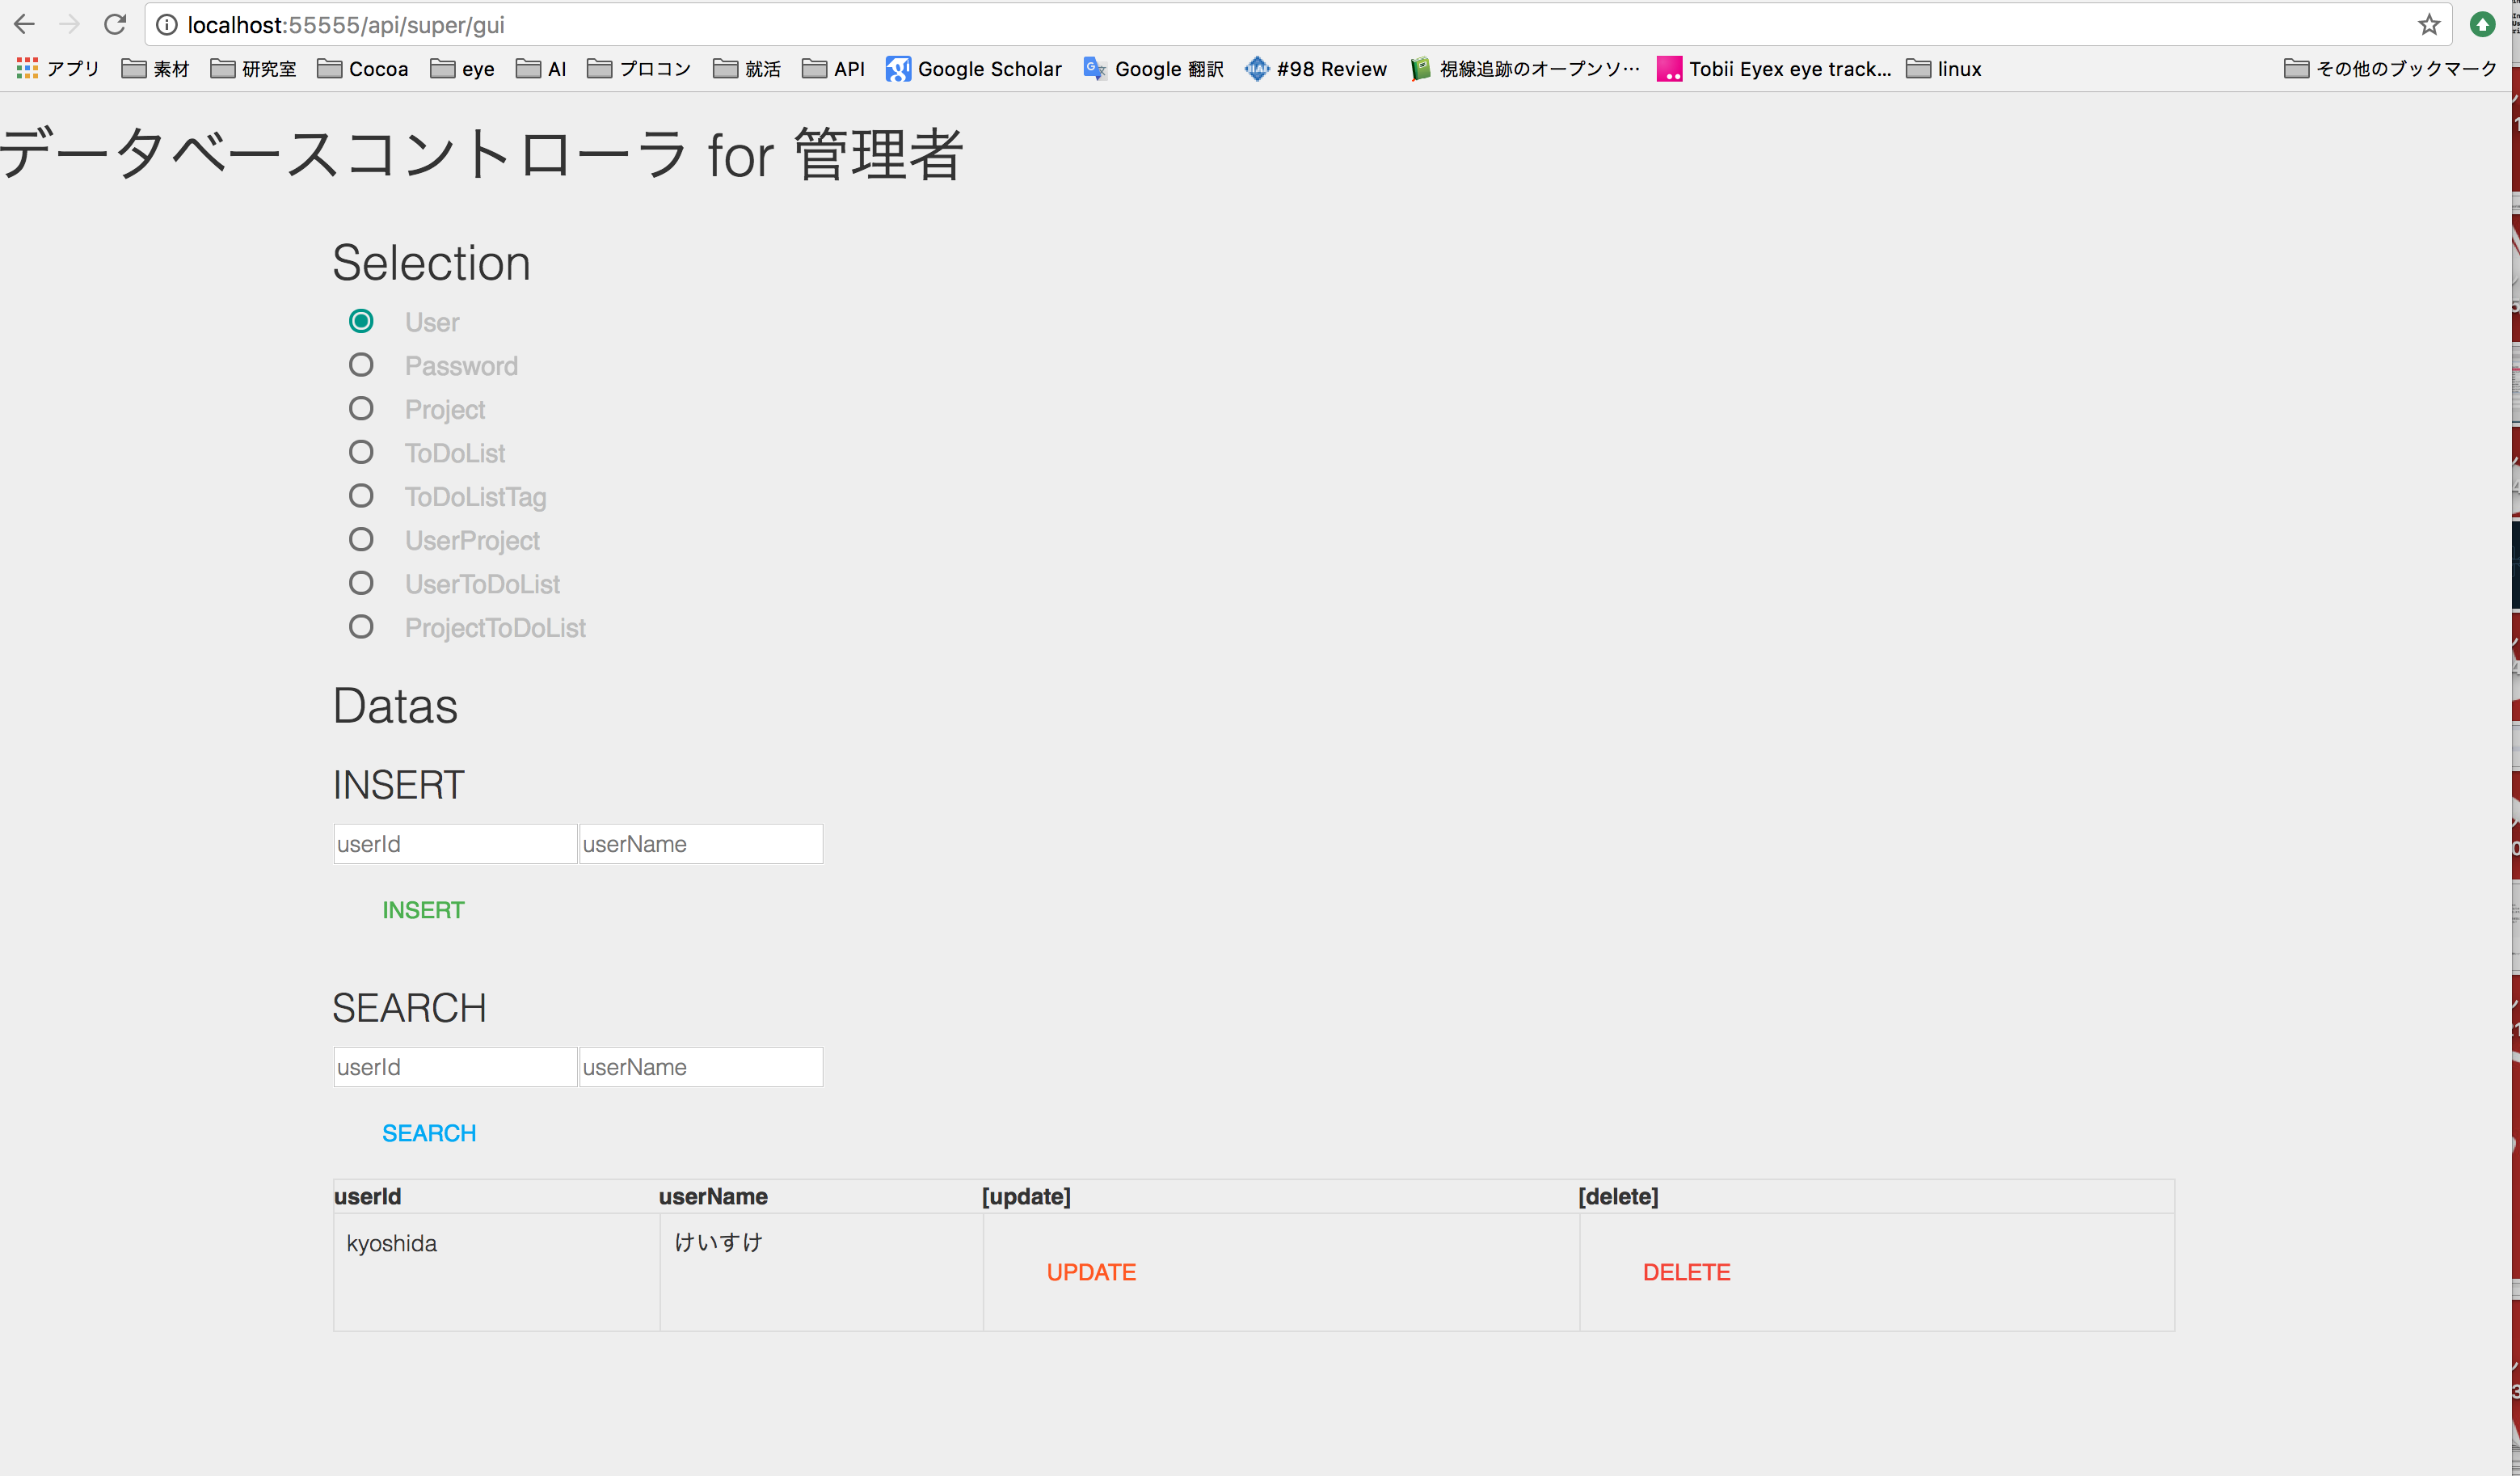 localhost:55555/api/super/gui
アプリ 素材 研究室 Cocoa eye AI プロコン 就活 API Google Scholar Google 翻訳 #98 Review 視線追跡のオープンソ… Tobii Eyex eye track... linux その他のブックマーク
データベースコントローラ for 管理者
Selection
User
Password
Project
ToDoList
ToDoListTag
UserProject
UserToDoList
ProjectToDoList
Datas
INSERT
userId userName
INSERT
SEARCH
userId userName
SEARCH
userId userName [update] [delete]
kyoshida けいすけ UPDATE DELETE